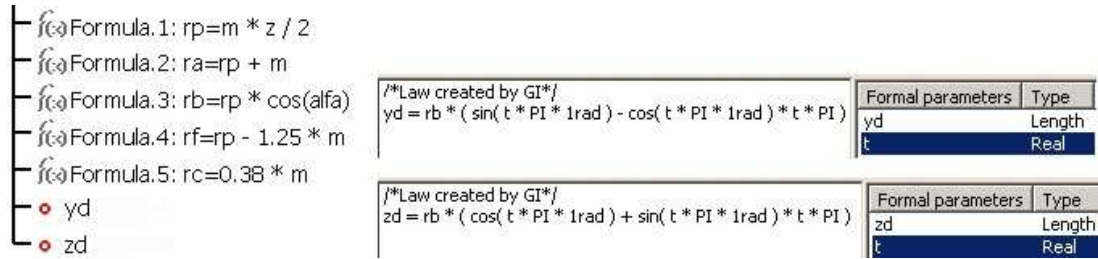 f(x) Formula.1: rp=m * z / 2
f(x) Formula.2: ra=rp + m
f(x) Formula.3: rb=rp * cos(alfa)
f(x) Formula.4: rf=rp - 1.25 * m
f(x) Formula.5: rc=0.38 * m
yd
zd
/*Law created by GI*/
yd = rb * ( sin( t * PI * 1rad ) - cos( t * PI * 1rad ) * t * PI )
Formal parameters Type
yd Length
t Real
/*Law created by GI*/
zd = rb * ( cos( t * PI * 1rad ) + sin( t * PI * 1rad ) * t * PI )
Formal parameters Type
zd Length
t Real